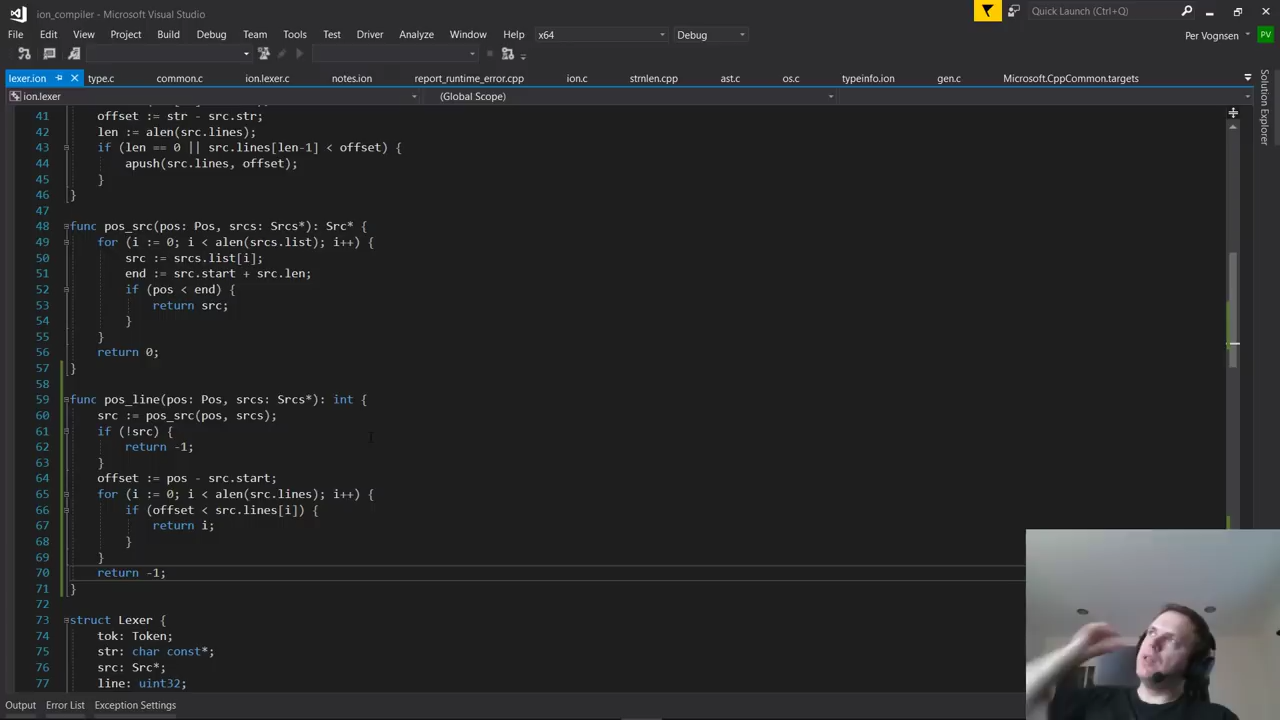 ion_compiler - Microsoft Visual Studio
Quick Launch (Ctrl+Q)
File Edit View Project Build Debug Team Tools Test Driver Analyze Window Help x64 Debug
Per Vognsen PV
lexer.ion type.c common.c ion.lexer.c notes.ion report_runtime_error.cpp ion.c strnlen.cpp ast.c os.c typeinfo.ion gen.c Microsoft.CppCommon.targets
ion.lexer (Global Scope)
Solution Explorer
41 offset := str - src.str;
42 len := alen(src.lines);
43 if (len == 0 || src.lines[len-1] < offset) {
44 apush(src.lines, offset);
45 }
46 }
47
48 func pos_src(pos: Pos, srcs: Srcs*): Src* {
49 for (i := 0; i < alen(srcs.list); i++) {
50 src := srcs.list[i];
51 end := src.start + src.len;
52 if (pos < end) {
53 return src;
54 }
55 }
56 return 0;
57 }
58
59 func pos_line(pos: Pos, srcs: Srcs*): int {
60 src := pos_src(pos, srcs);
61 if (!src) {
62 return -1;
63 }
64 offset := pos - src.start;
65 for (i := 0; i < alen(src.lines); i++) {
66 if (offset < src.lines[i]) {
67 return i;
68 }
69 }
70 return -1;
71 }
72
73 struct Lexer {
74 tok: Token;
75 str: char const*;
76 src: Src*;
77 line: uint32;
Output Error List Exception Settings